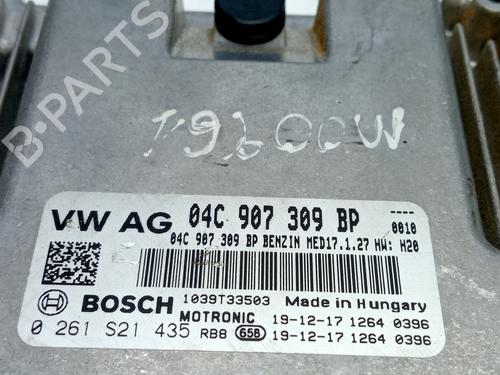 B-PARTS
VW AG 04C 907 309 BP 0010
04C 907 309 BP BENZIN MED17.1.27 HW: H20
BOSCH 1039T33503 Made in Hungary
MOTRONIC 19-12-17 1264 0396
0 261 S21 435 RB8 658 19-12-17 1264 0396